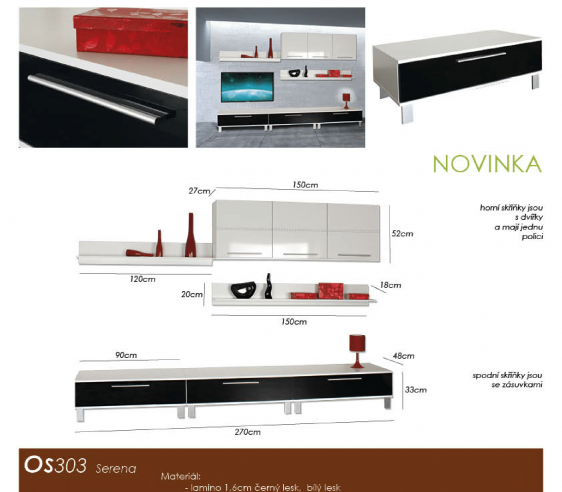 NOVINKA
150cm
27cm
horní skříňky jsou
s dvířky
a mají jednu
polici
52cm
120cm
18cm
20cm
150cm
90cm
48cm
spodní skříňky jsou
se zásuvkami
33cm
270cm
Os303 Serena
Materiál:
- lamino 1.6cm černý lesk, bílý lesk